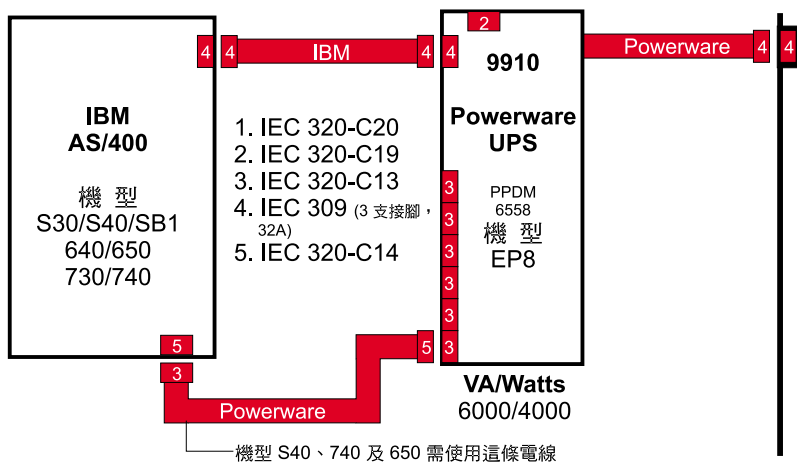 4
4
IBM
4
4
2
9910
Powerware
4
4
IBM
AS/400
機 型
S30/S40/SB1
640/650
730/740
5
3
1. IEC 320-C20
2. IEC 320-C19
3. IEC 320-C13
4. IEC 309 (3 支接腳，
32A)
5. IEC 320-C14
Powerware
UPS
PPDM
6558
機 型
EP8
3
3
3
3
3
3
5
VA/Watts
6000/4000
Powerware
機型 S40、740 及 650 需使用這條電線